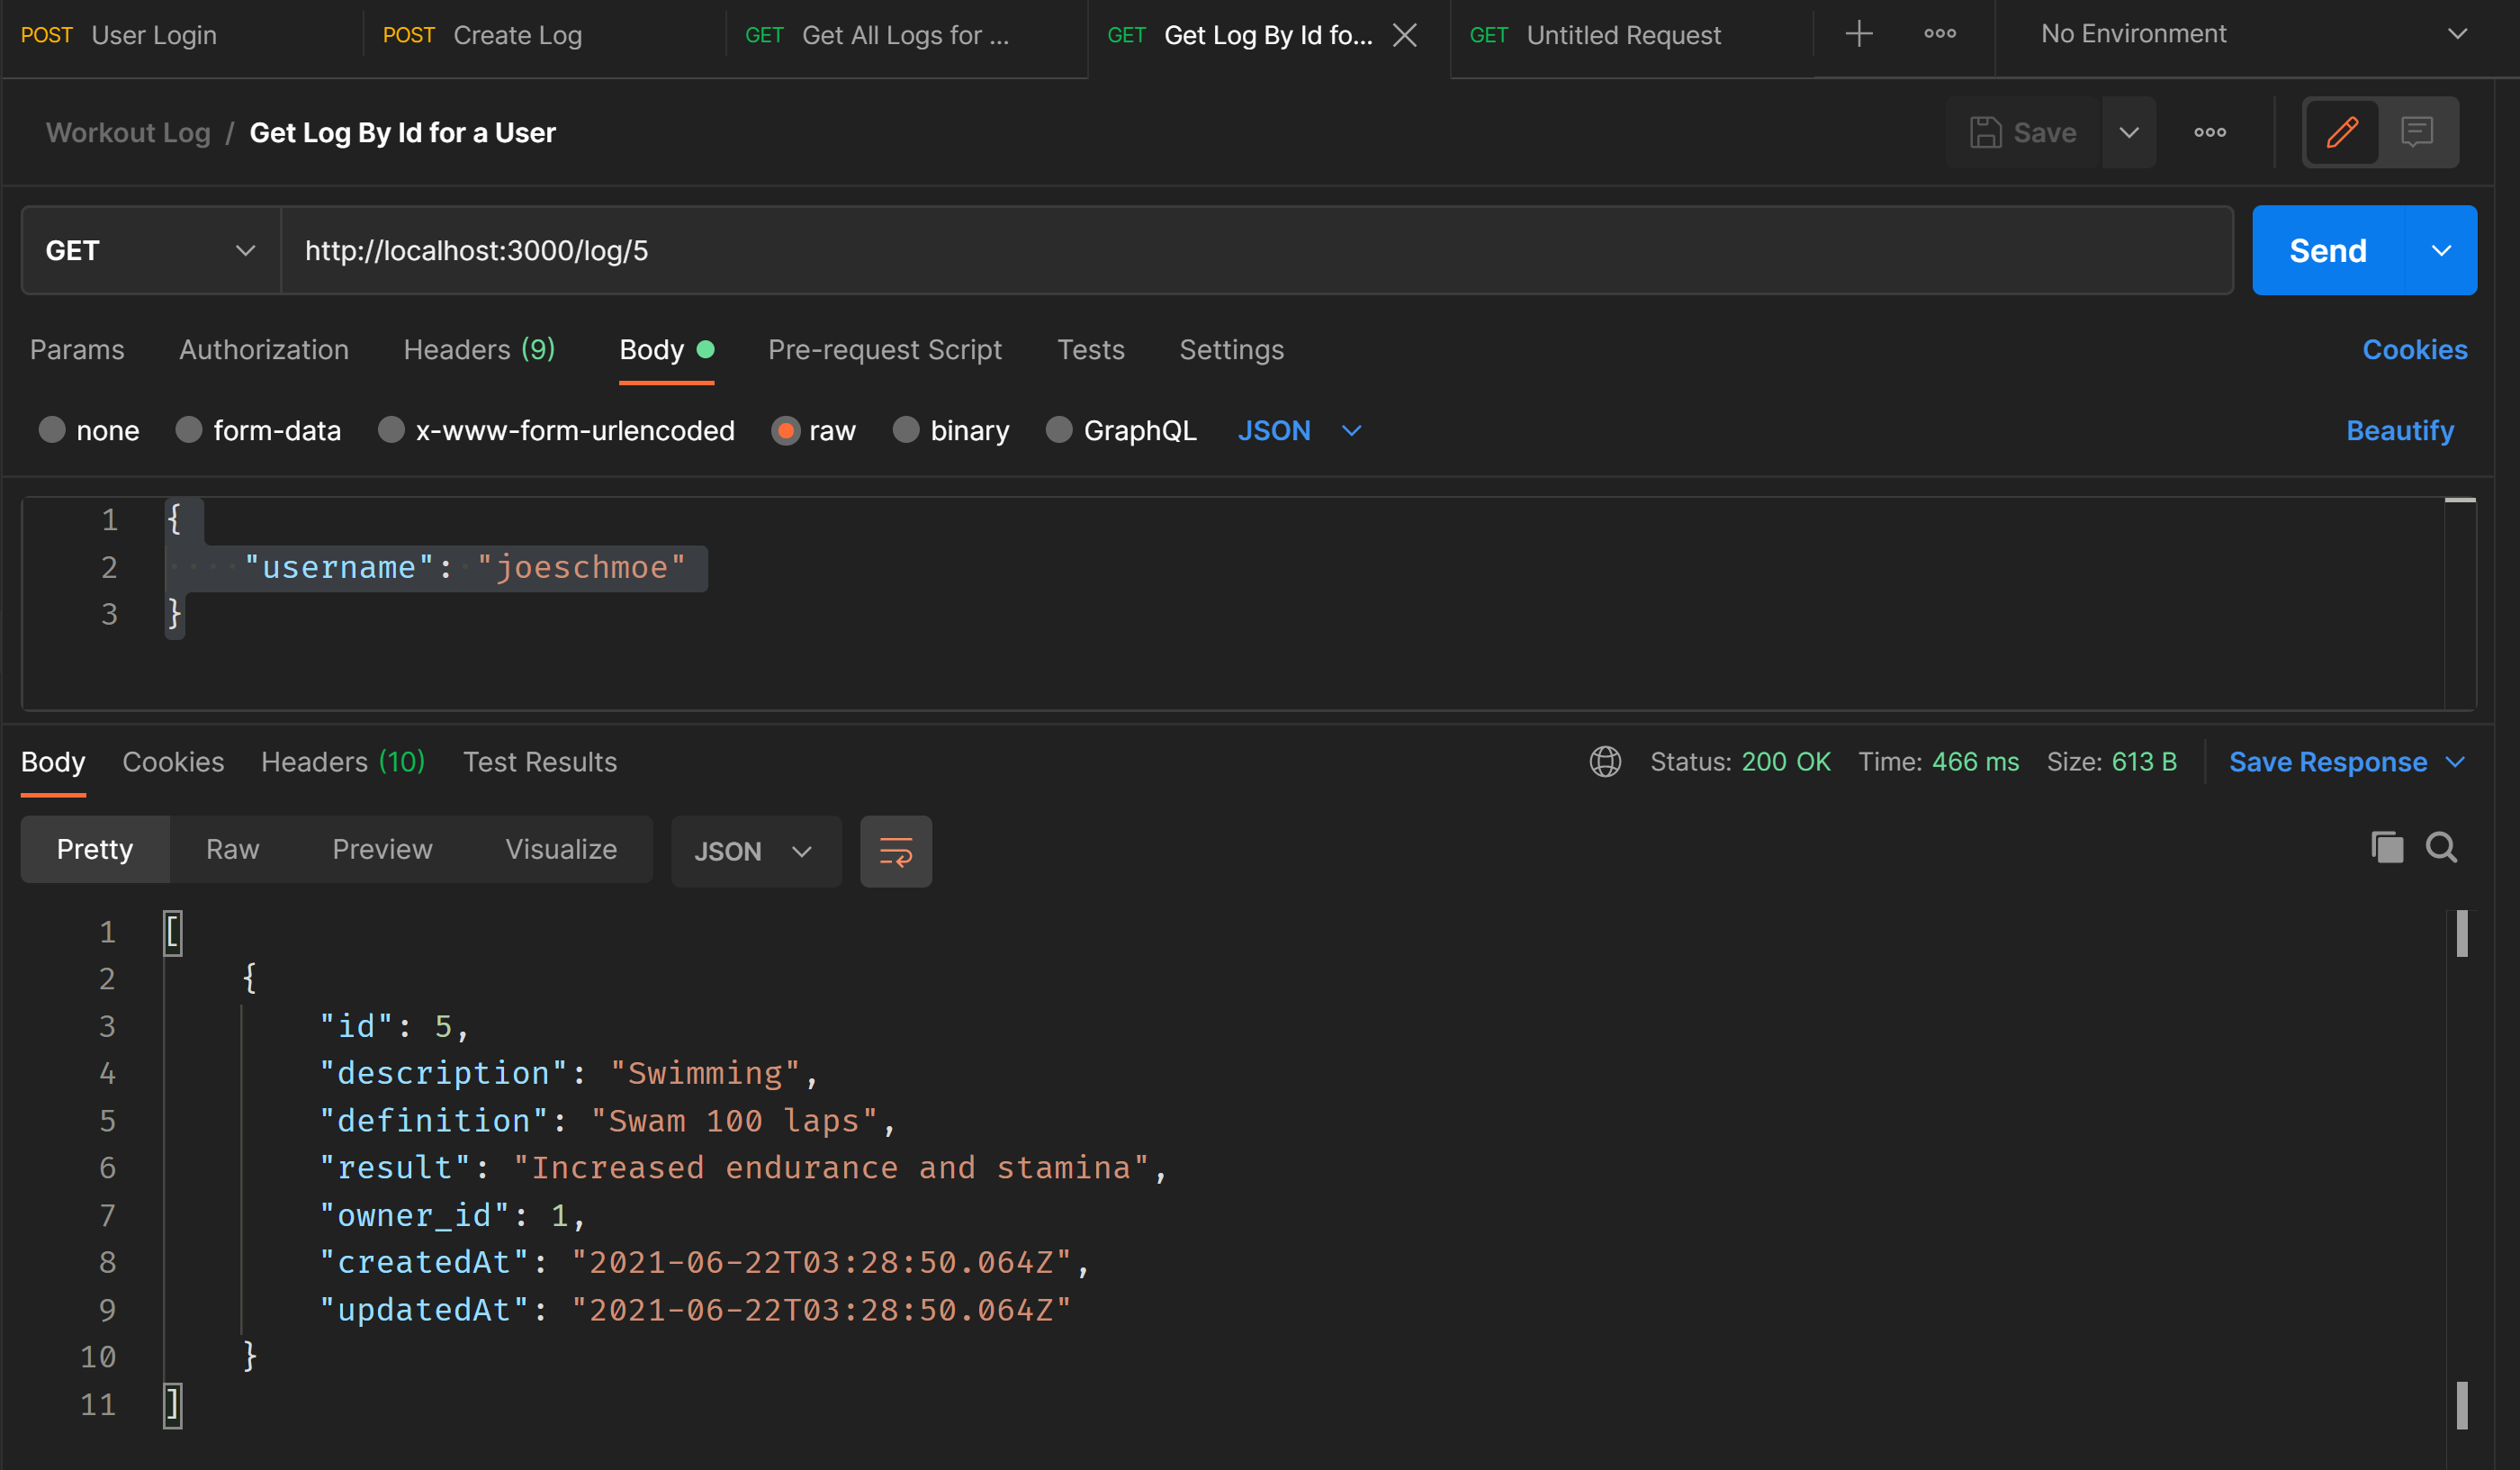 POST User Login POST Create Log GET Get All Logs for ... GET Get Log By Id fo... GET Untitled Request No Environment
Workout Log / Get Log By Id for a User Save
GET http://localhost:3000/log/5 Send
Params Authorization Headers (9) Body Pre-request Script Tests Settings Cookies
none form-data x-www-form-urlencoded raw binary GraphQL JSON Beautify
1 {
2 "username": "joeschmoe"
3 }
Body Cookies Headers (10) Test Results Status: 200 OK Time: 466 ms Size: 613 B Save Response
Pretty Raw Preview Visualize JSON
1 [
2 {
3 "id": 5,
4 "description": "Swimming",
5 "definition": "Swam 100 laps",
6 "result": "Increased endurance and stamina",
7 "owner_id": 1,
8 "createdAt": "2021-06-22T03:28:50.064Z",
9 "updatedAt": "2021-06-22T03:28:50.064Z"
10 }
11 ]